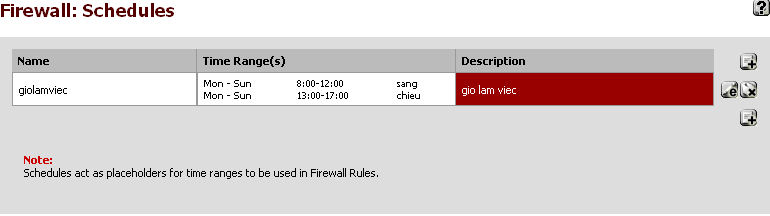 Firewall: Schedules
?
Name Time Range(s) Description
giolamviec Mon - Sun 8:00-12:00 sang gio lam viec
Mon - Sun 13:00-17:00 chieu
e
Note:
Schedules act as placeholders for time ranges to be used in Firewall Rules.